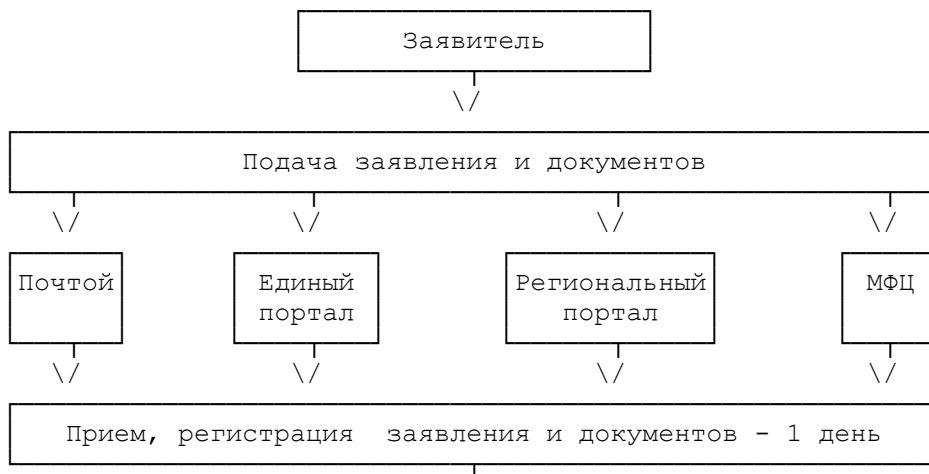 Заявитель
Подача заявления и документов
Почтой
Единый портал
Региональный портал
МФЦ
Прием, регистрация заявления и документов - 1 день